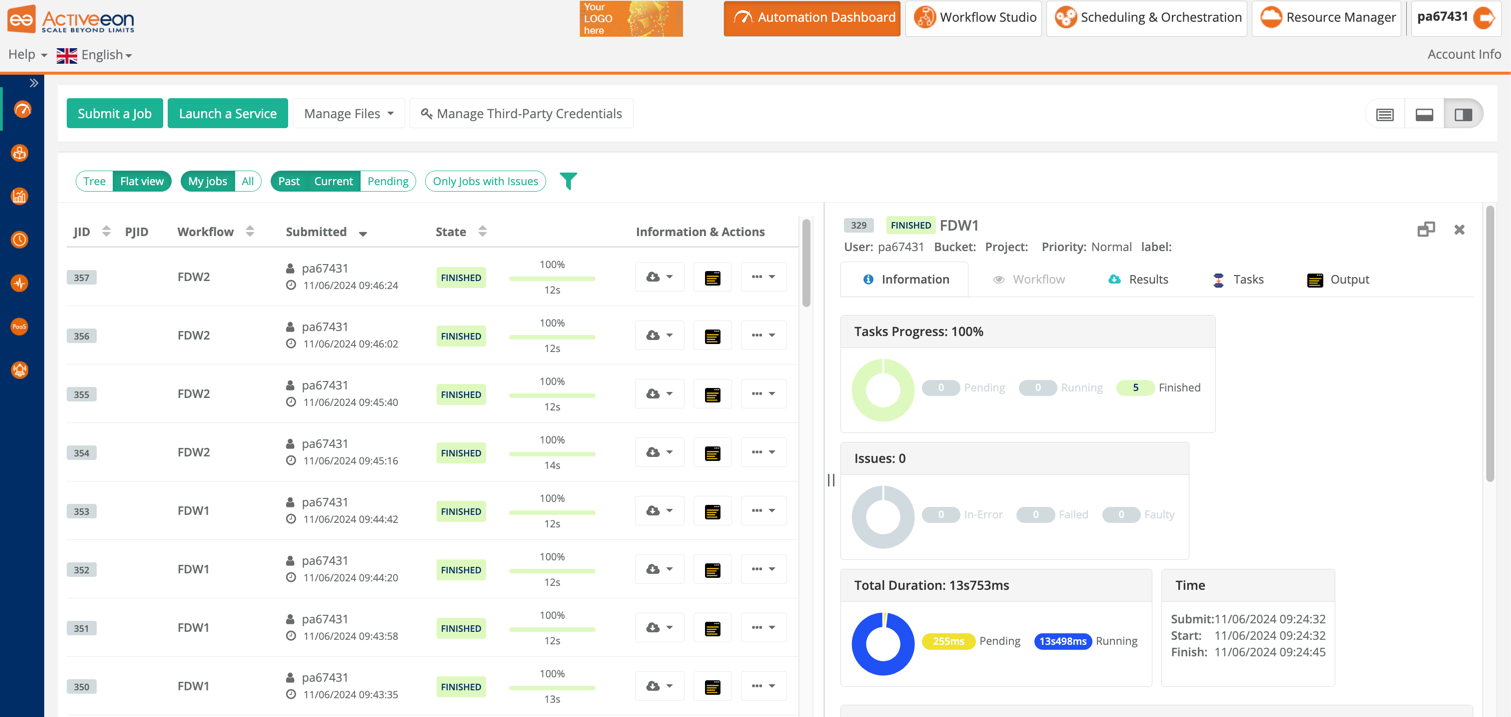 Activeeon
SCALE BEYOND LIMITS
Your
LOGO
here
Automation Dashboard
Workflow Studio
Scheduling & Orchestration
Resource Manager
pa67431
Help
English
Account Info
Submit a Job
Launch a Service
Manage Files
Manage Third-Party Credentials
PaaS
Tree
Flat view
My jobs
All
Past
Current
Pending
Only Jobs with Issues
JID PJID Workflow Submitted State Information & Actions
357 FDW2 pa67431 11/06/2024 09:46:24 FINISHED 100% 12s
356 FDW2 pa67431 11/06/2024 09:46:02 FINISHED 100% 12s
355 FDW2 pa67431 11/06/2024 09:45:40 FINISHED 100% 12s
354 FDW2 pa67431 11/06/2024 09:45:16 FINISHED 100% 14s
353 FDW1 pa67431 11/06/2024 09:44:42 FINISHED 100% 12s
352 FDW1 pa67431 11/06/2024 09:44:20 FINISHED 100% 12s
351 FDW1 pa67431 11/06/2024 09:43:58 FINISHED 100% 12s
350 FDW1 pa67431 11/06/2024 09:43:35 FINISHED 100% 13s
329 FINISHED FDW1
User: pa67431 Bucket: Project: Priority: Normal label:
Information
Workflow
Results
Tasks
Output
Tasks Progress: 100%
0 Pending 0 Running 5 Finished
Issues: 0
0 In-Error 0 Failed 0 Faulty
Total Duration: 13s753ms
255ms Pending 13s498ms Running
Time
Submit:11/06/2024 09:24:32
Start: 11/06/2024 09:24:32
Finish: 11/06/2024 09:24:45